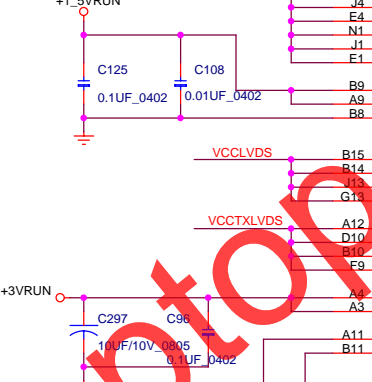 +1_5VRUN
J4
E4
N1
J1
E1
C125
C108
B9
0.1UF_0402
0.01UF_0402
A9
B8
VCCLVDS
B15
B14
J13
G13
VCCTXLVDS
A12
D10
B10
F9
+3VRUN
A4
A3
C297
C96
A11
10UF/10V_0805
B11
0.1UF_0402